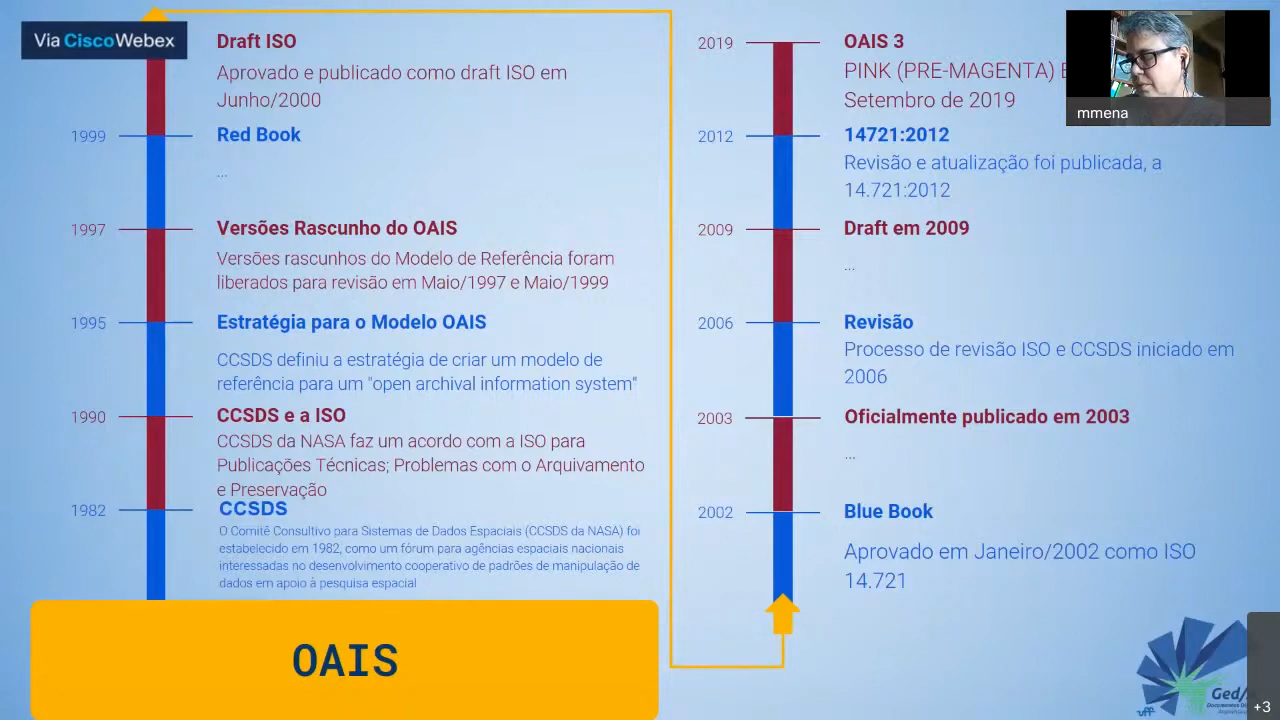 Via CiscoWebex
Draft ISO
Aprovado e publicado como draft ISO em
Junho/2000
1999
Red Book
...
1997
Versões Rascunho do OAIS
Versões rascunhos do Modelo de Referência foram
liberados para revisão em Maio/1997 e Maio/1999
1995
Estratégia para o Modelo OAIS
CCSDS definiu a estratégia de criar um modelo de
referência para um "open archival information system"
1990
CCSDS e a ISO
CCSDS da NASA faz um acordo com a ISO para
Publicações Técnicas; Problemas com o Arquivamento
e Preservação
1982
CCSDS
O Comitê Consultivo para Sistemas de Dados Espaciais (CCSDS da NASA) foi
estabelecido em 1982, como um fórum para agências espaciais nacionais
interessadas no desenvolvimento cooperativo de padrões de manipulação de
dados em apoio à pesquisa espacial
OAIS
2019
OAIS 3
PINK (PRE-MAGENTA)
Setembro de 2019
mmena
2012
14721:2012
Revisão e atualização foi publicada, a
14.721:2012
2009
Draft em 2009
...
2006
Revisão
Processo de revisão ISO e CCSDS iniciado em
2006
2003
Oficialmente publicado em 2003
...
2002
Blue Book
Aprovado em Janeiro/2002 como ISO
14.721
Ged/
uff
+3